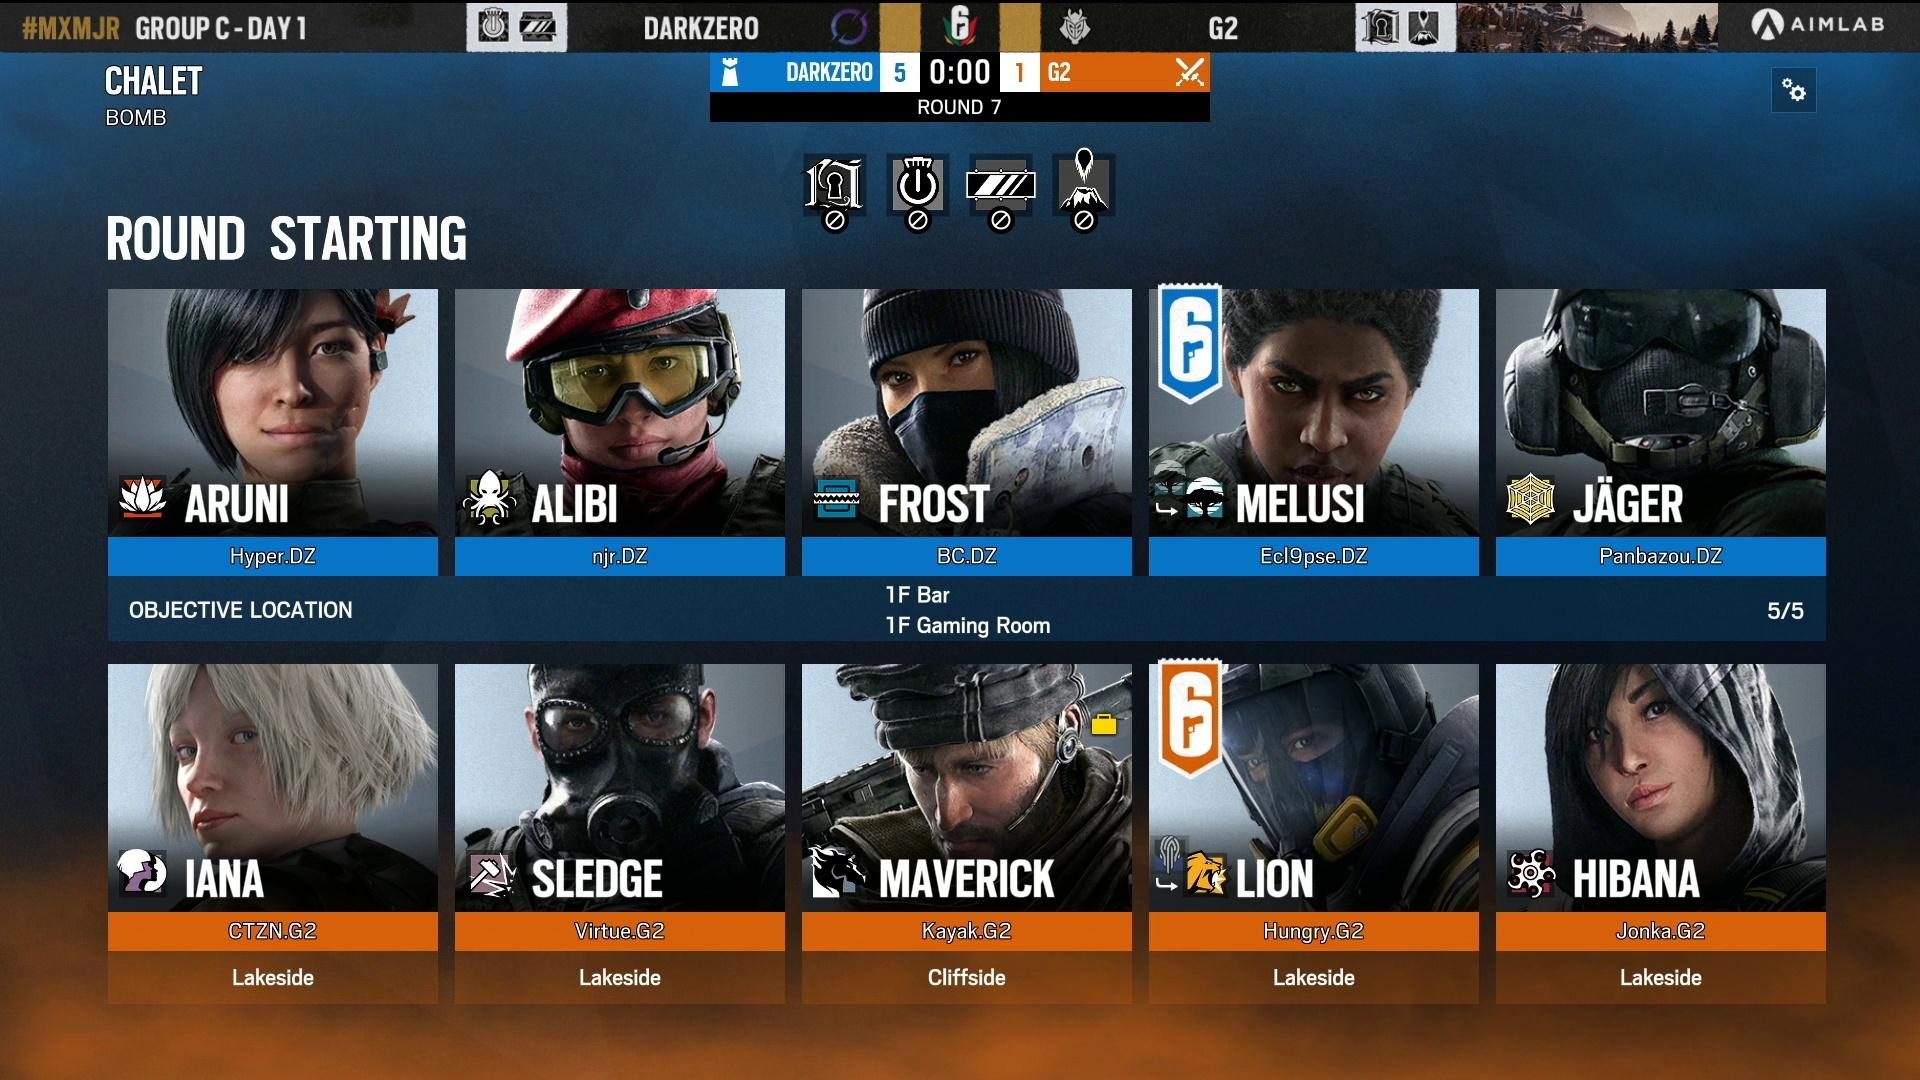 #MXMJR GROUP C - DAY 1
DARKZERO
G2
AIMLAB
CHALET
BOMB
DARKZERO 5 0:00 1 G2
ROUND 7
ROUND STARTING
ARUNI
ALIBI
FROST
MELUSI
JÄGER
Hyper.DZ
njr.DZ
BC.DZ
Ecl9pse.DZ
Panbazou.DZ
OBJECTIVE LOCATION
1F Bar
1F Gaming Room
5/5
IANA
SLEDGE
MAVERICK
LION
HIBANA
CTZN.G2
Virtue.G2
Kayak.G2
Hungry.G2
Jonka.G2
Lakeside
Lakeside
Cliffside
Lakeside
Lakeside